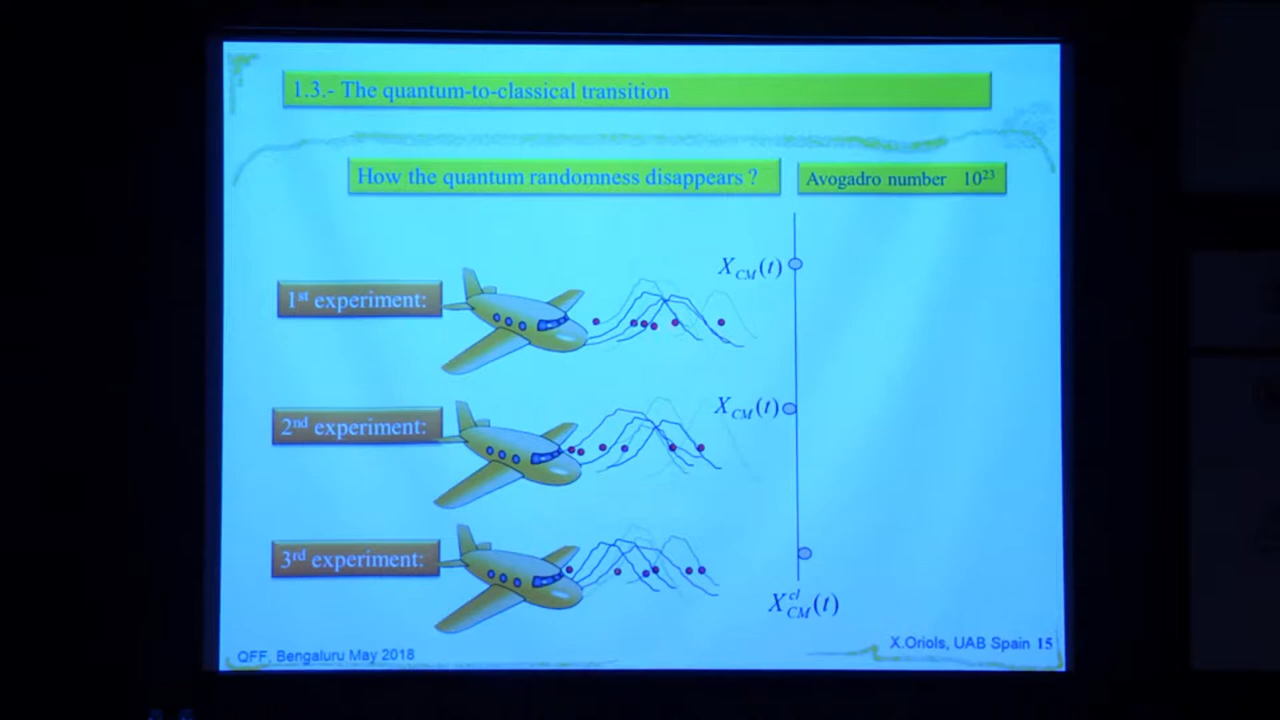 1.3.- The quantum-to-classical transition
How the quantum randomness disappears ?
Avogadro number 10²³
X_CM(t)
1st experiment:
X_CM(t)
2nd experiment:
3rd experiment:
X^cl_CM(t)
QFF, Bengaluru May 2018
X.Oriols, UAB Spain 15